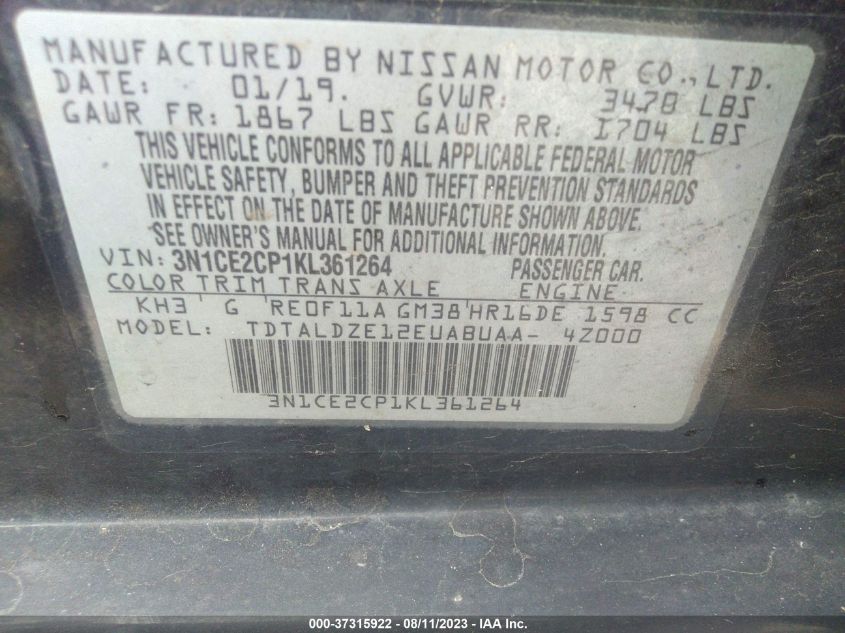 MANUFACTURED BY NISSAN MOTOR CO., LTD.
DATE: 01/19. GVWR: 3478 LBS
GAWR FR: 1867 LBS GAWR RR: 1704 LBS
THIS VEHICLE CONFORMS TO ALL APPLICABLE FEDERAL MOTOR
VEHICLE SAFETY, BUMPER AND THEFT PREVENTION STANDARDS
IN EFFECT ON THE DATE OF MANUFACTURE SHOWN ABOVE.
SEE OWNER'S MANUAL FOR ADDITIONAL INFORMATION.
VIN: 3N1CE2CP1KL361264 PASSENGER CAR.
COLOR TRIM TRANS AXLE ENGINE
KH3 ' G 'RE0F11A GM38'HR16DE 1598 CC
MODEL: TDTALDZE12EUABUAA- 4Z000
3N1CE2CP1KL361264
000-37315922 - 08/11/2023 - IAA Inc.